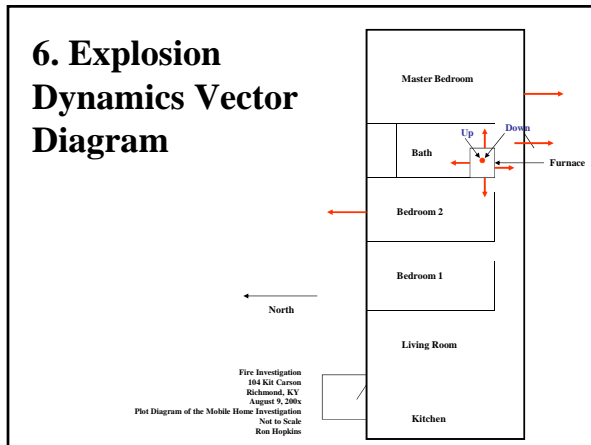 6. Explosion
Dynamics Vector
Diagram
Master Bedroom
Up
Down
Bath
Furnace
Bedroom 2
Bedroom 1
North
Living Room
Fire Investigation
104 Kit Carson
Richmond, KY
August 9, 200x
Plot Diagram of the Mobile Home Investigation
Not to Scale
Ron Hopkins
Kitchen